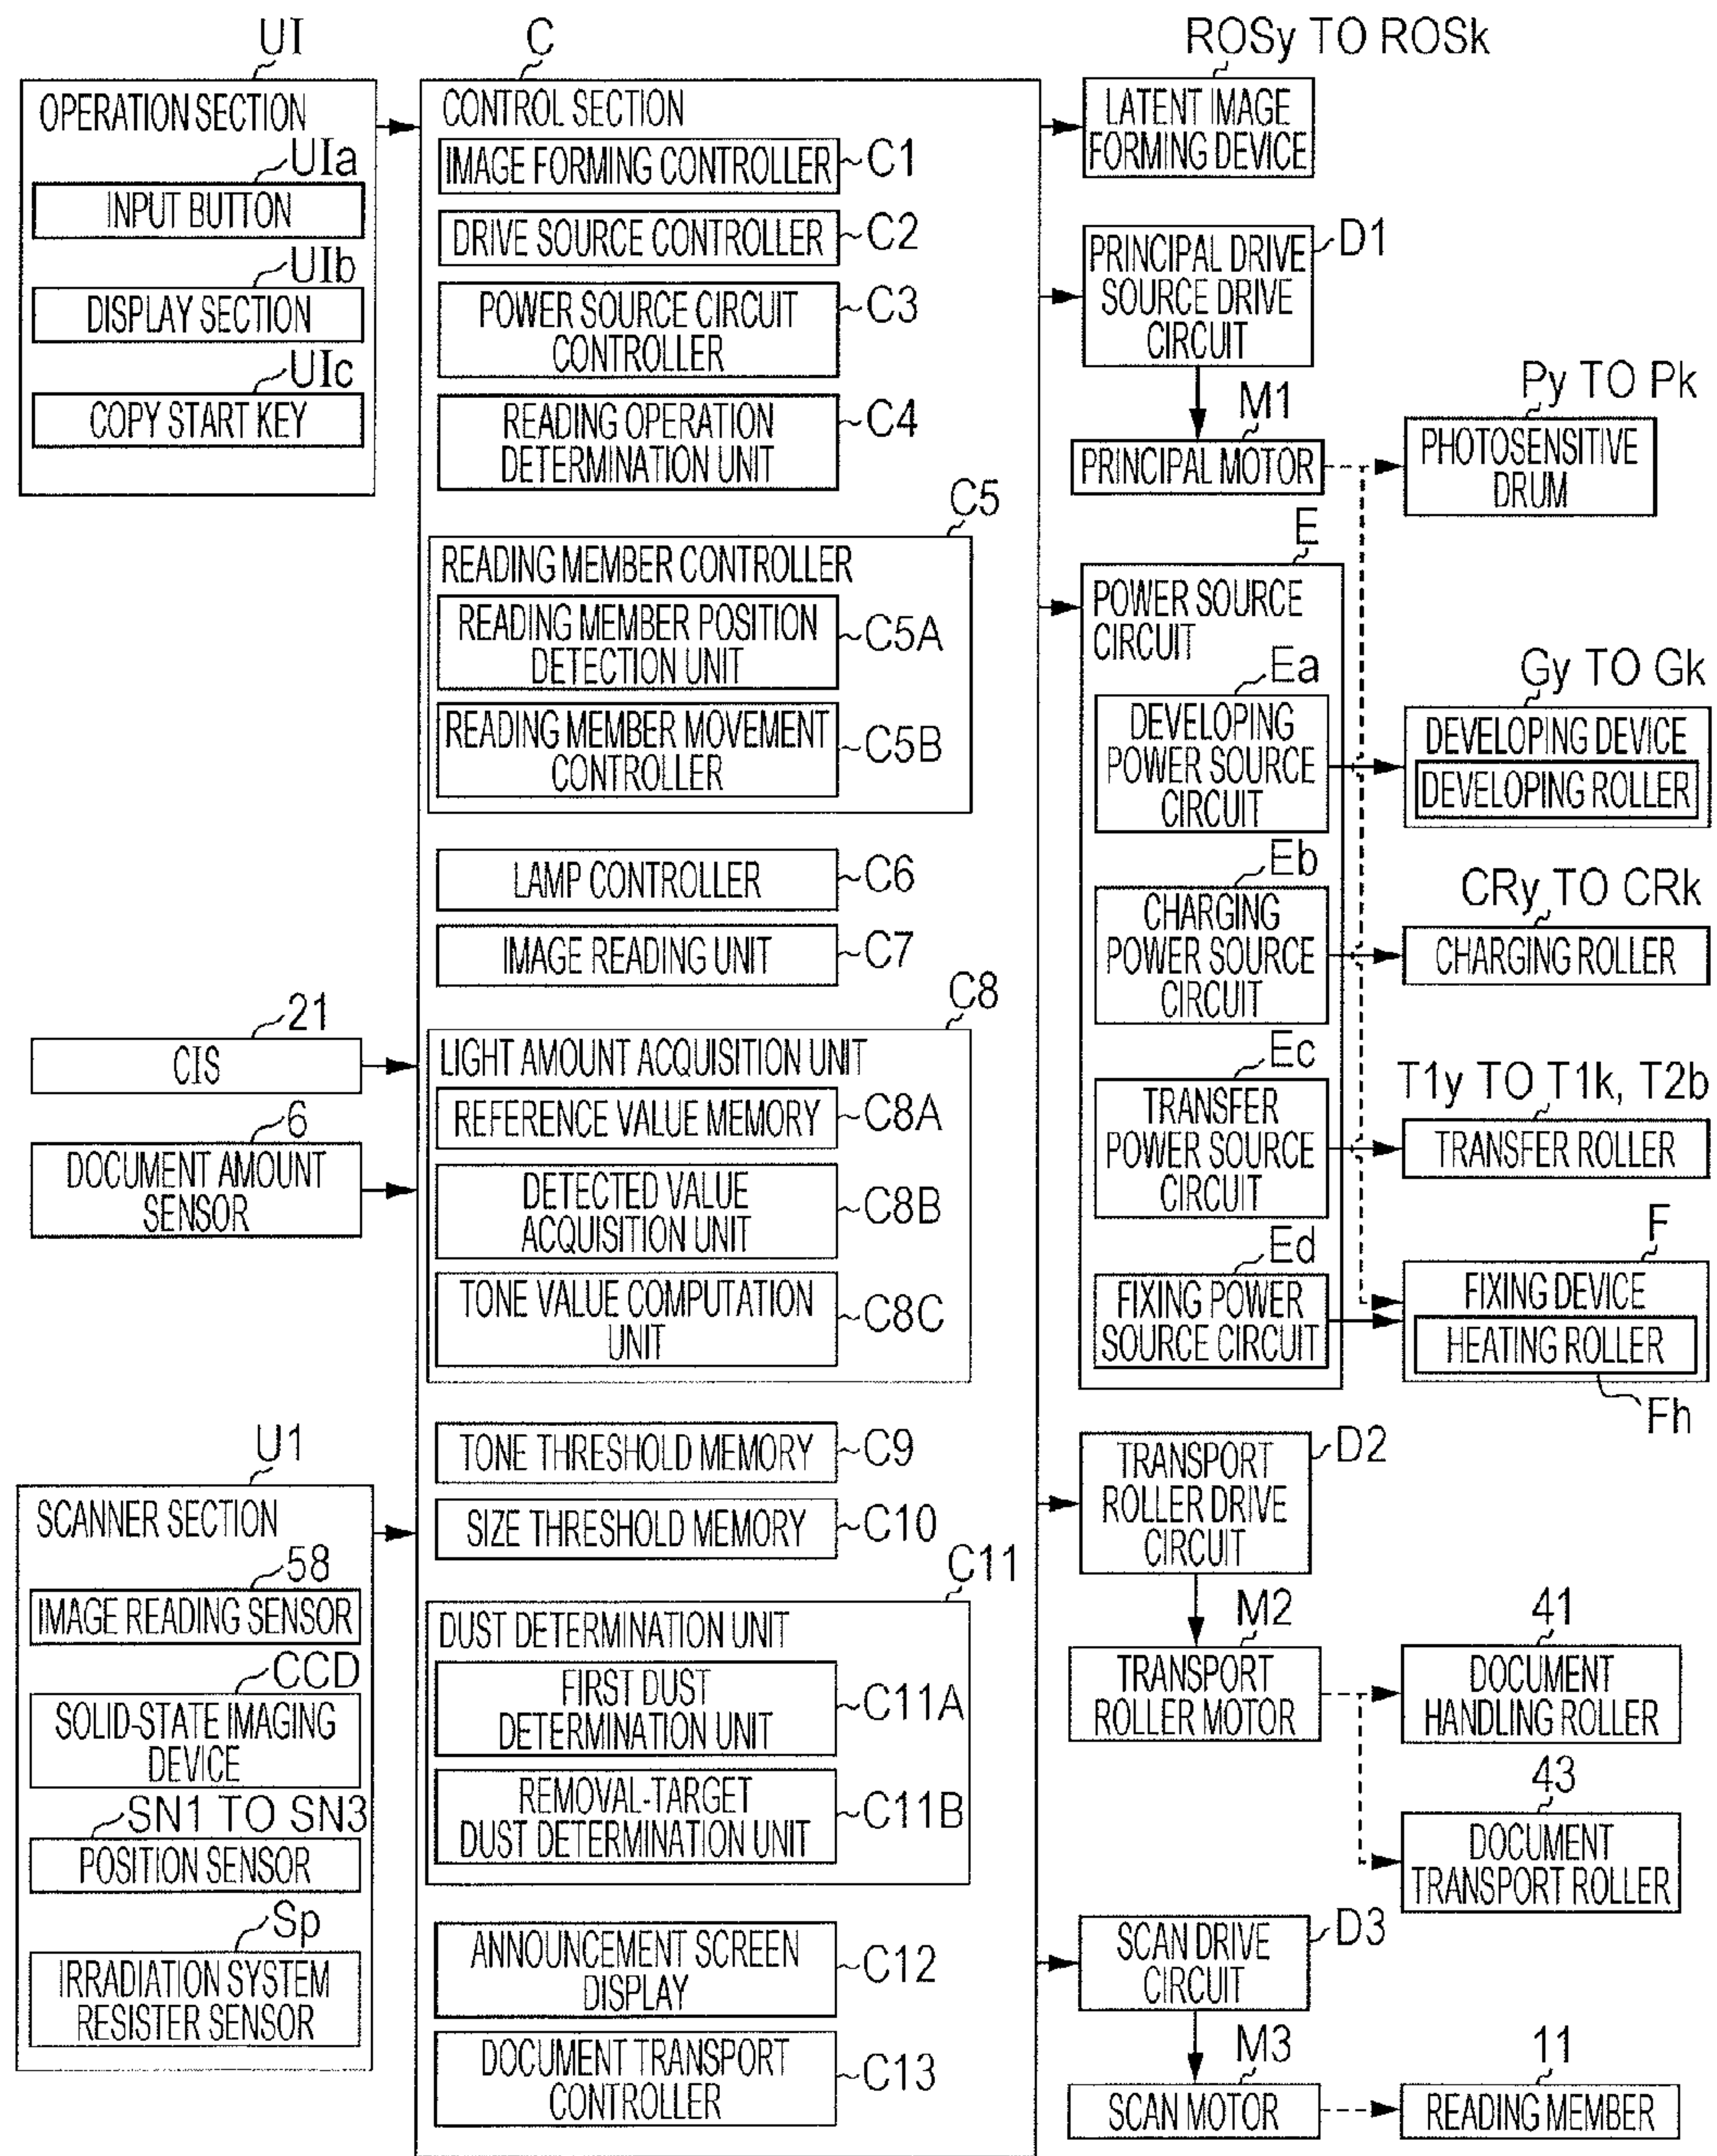 UI
OPERATION SECTION
UIa
INPUT BUTTON
UIb
DISPLAY SECTION
UIc
COPY START KEY
21
CIS
6
DOCUMENT AMOUNT
SENSOR
U1
SCANNER SECTION
58
IMAGE READING SENSOR
CCD
SOLID-STATE IMAGING
DEVICE
SN1 TO SN3
POSITION SENSOR
Sp
IRRADIATION SYSTEM
RESISTER SENSOR
C
CONTROL SECTION
IMAGE FORMING CONTROLLER
C1
DRIVE SOURCE CONTROLLER
C2
POWER SOURCE CIRCUIT
CONTROLLER
C3
READING OPERATION
DETERMINATION UNIT
C4
C5
READING MEMBER CONTROLLER
READING MEMBER POSITION
DETECTION UNIT
C5A
READING MEMBER MOVEMENT
CONTROLLER
C5B
LAMP CONTROLLER
C6
IMAGE READING UNIT
C7
C8
LIGHT AMOUNT ACQUISITION UNIT
REFERENCE VALUE MEMORY
C8A
DETECTED VALUE
ACQUISITION UNIT
C8B
TONE VALUE COMPUTATION
UNIT
C8C
TONE THRESHOLD MEMORY
C9
SIZE THRESHOLD MEMORY
C10
C11
DUST DETERMINATION UNIT
FIRST DUST
DETERMINATION UNIT
C11A
REMOVAL-TARGET
DUST DETERMINATION UNIT
C11B
ANNOUNCEMENT SCREEN
DISPLAY
C12
DOCUMENT TRANSPORT
CONTROLLER
C13
ROSy TO ROSk
LATENT IMAGE
FORMING DEVICE
D1
PRINCIPAL DRIVE
SOURCE DRIVE
CIRCUIT
M1
PRINCIPAL MOTOR
Py TO Pk
PHOTOSENSITIVE
DRUM
E
POWER SOURCE
CIRCUIT
Ea
DEVELOPING
POWER SOURCE
CIRCUIT
Gy TO Gk
DEVELOPING DEVICE
DEVELOPING ROLLER
Eb
CHARGING
POWER SOURCE
CIRCUIT
CRy TO CRk
CHARGING ROLLER
Ec
TRANSFER
POWER SOURCE
CIRCUIT
T1y TO T1k, T2b
TRANSFER ROLLER
Ed
FIXING POWER
SOURCE CIRCUIT
F
FIXING DEVICE
HEATING ROLLER
Fh
D2
TRANSPORT
ROLLER DRIVE
CIRCUIT
M2
TRANSPORT
ROLLER MOTOR
41
DOCUMENT
HANDLING ROLLER
43
DOCUMENT
TRANSPORT ROLLER
D3
SCAN DRIVE
CIRCUIT
M3
SCAN MOTOR
11
READING MEMBER